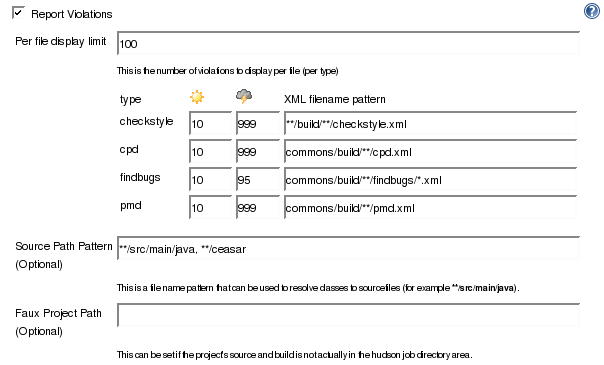 Report Violations
Per file display limit
100
This is the number of violations to display per file (per type)
type XML filename pattern
checkstyle 10 999 **/build/**/checkstyle.xml
cpd 10 999 commons/build/**/cpd.xml
findbugs 10 95 commons/build/**/findbugs/*.xml
pmd 10 999 commons/build/**/pmd.xml
Source Path Pattern **/src/main/java, **/ceasar
(Optional)
This is a file name pattern that can be used to resolve classes to sourcefiles (for example **/src/main/java).
Faux Project Path
(Optional)
This can be set if the project's source and build is not actually in the hudson job directory area.